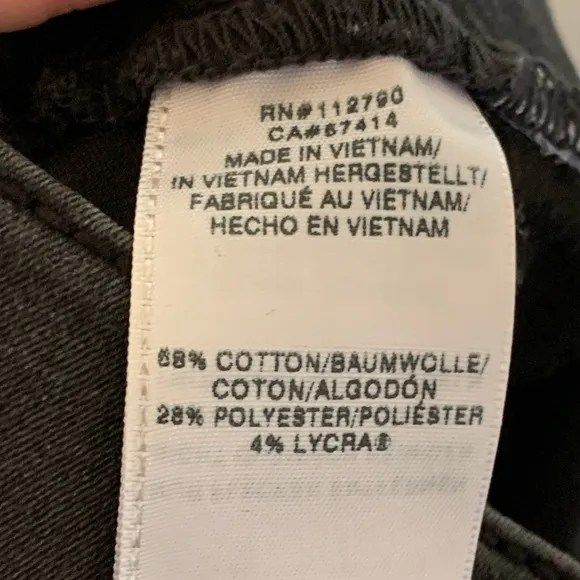 RN#112790
CA#57414
MADE IN VIETNAM/
IN VIETNAM HERGESTELLT/
FABRIQUÉ AU VIETNAM/
HECHO EN VIETNAM
68% COTTON/BAUMWOLLE/
COTON/ALGODÓN
28% POLYESTER/POLIÉSTER
4% LYCRA®